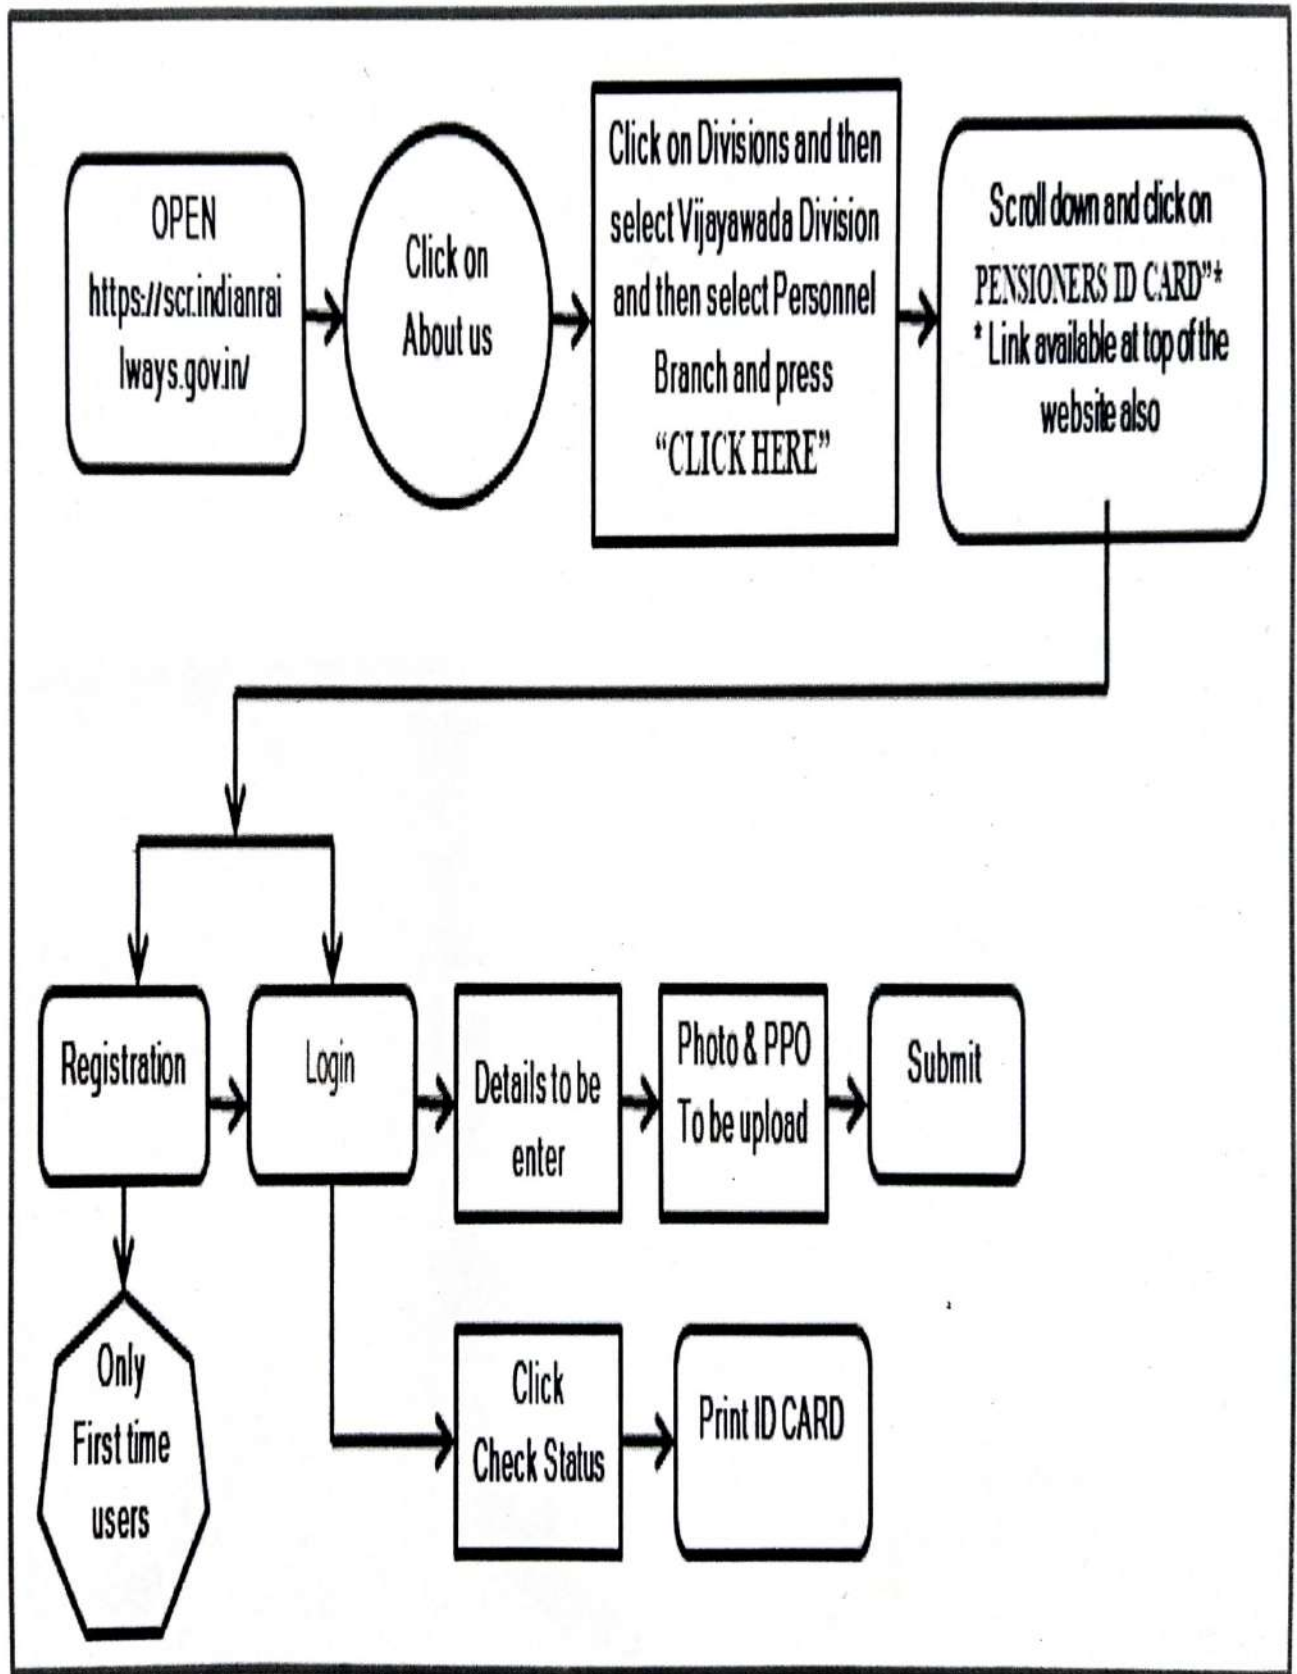 OPEN
https://scr.indianrai
lways.gov.in/
Click on
About us
Click on Divisions and then
select Vijayawada Division
and then select Personnel
Branch and press
“CLICK HERE”
Scroll down and click on
PENSIONERS ID CARD”*
* Link available at top of the
website also
Registration
Login
Details to be
enter
Photo & PPO
To be upload
Submit
Only
First time
users
Click
Check Status
Print ID CARD